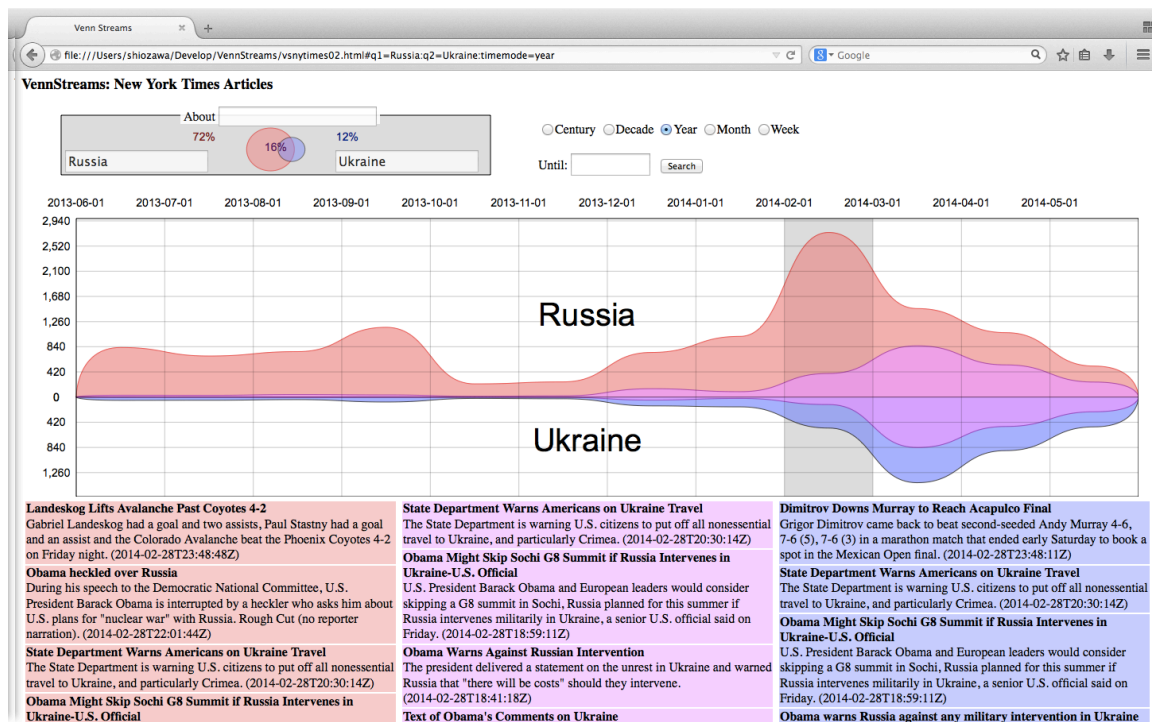 Venn Streams
file:///Users/shiozawa/Develop/VennStreams/vsnytimes02.html#q1=Russia:q2=Ukraine:timemode=year
Google
VennStreams: New York Times Articles
About
72%
16%
12%
Russia
Ukraine
Century Decade Year Month Week
Until:
Search
2013-06-01 2013-07-01 2013-08-01 2013-09-01 2013-10-01 2013-11-01 2013-12-01 2014-01-01 2014-02-01 2014-03-01 2014-04-01 2014-05-01
2,940
2,520
2,100
1,680
1,260
840
420
0
420
840
1,260
Russia
Ukraine
Landeskog Lifts Avalanche Past Coyotes 4-2
Gabriel Landeskog had a goal and two assists, Paul Stastny had a goal
and an assist and the Colorado Avalanche beat the Phoenix Coyotes 4-2
on Friday night. (2014-02-28T23:48:48Z)
Obama heckled over Russia
During his speech to the Democratic National Committee, U.S.
President Barack Obama is interrupted by a heckler who asks him about
U.S. plans for "nuclear war" with Russia. Rough Cut (no reporter
narration). (2014-02-28T22:01:44Z)
State Department Warns Americans on Ukraine Travel
The State Department is warning U.S. citizens to put off all nonessential
travel to Ukraine, and particularly Crimea. (2014-02-28T20:30:14Z)
Obama Might Skip Sochi G8 Summit if Russia Intervenes in
Ukraine-U.S. Official
State Department Warns Americans on Ukraine Travel
The State Department is warning U.S. citizens to put off all nonessential
travel to Ukraine, and particularly Crimea. (2014-02-28T20:30:14Z)
Obama Might Skip Sochi G8 Summit if Russia Intervenes in
Ukraine-U.S. Official
U.S. President Barack Obama and European leaders would consider
skipping a G8 summit in Sochi, Russia planned for this summer if
Russia intervenes militarily in Ukraine, a senior U.S. official said on
Friday. (2014-02-28T18:59:11Z)
Obama Warns Against Russian Intervention
The president delivered a statement on the unrest in Ukraine and warned
Russia that "there will be costs" should they intervene.
(2014-02-28T18:41:18Z)
Text of Obama's Comments on Ukraine
Dimitrov Downs Murray to Reach Acapulco Final
Grigor Dimitrov came back to beat second-seeded Andy Murray 4-6,
7-6 (5), 7-6 (3) in a marathon match that ended early Saturday to book a
spot in the Mexican Open final. (2014-02-28T23:48:11Z)
State Department Warns Americans on Ukraine Travel
The State Department is warning U.S. citizens to put off all nonessential
travel to Ukraine, and particularly Crimea. (2014-02-28T20:30:14Z)
Obama Might Skip Sochi G8 Summit if Russia Intervenes in
Ukraine-U.S. Official
U.S. President Barack Obama and European leaders would consider
skipping a G8 summit in Sochi, Russia planned for this summer if
Russia intervenes militarily in Ukraine, a senior U.S. official said on
Friday. (2014-02-28T18:59:11Z)
Obama warns Russia against any military intervention in Ukraine